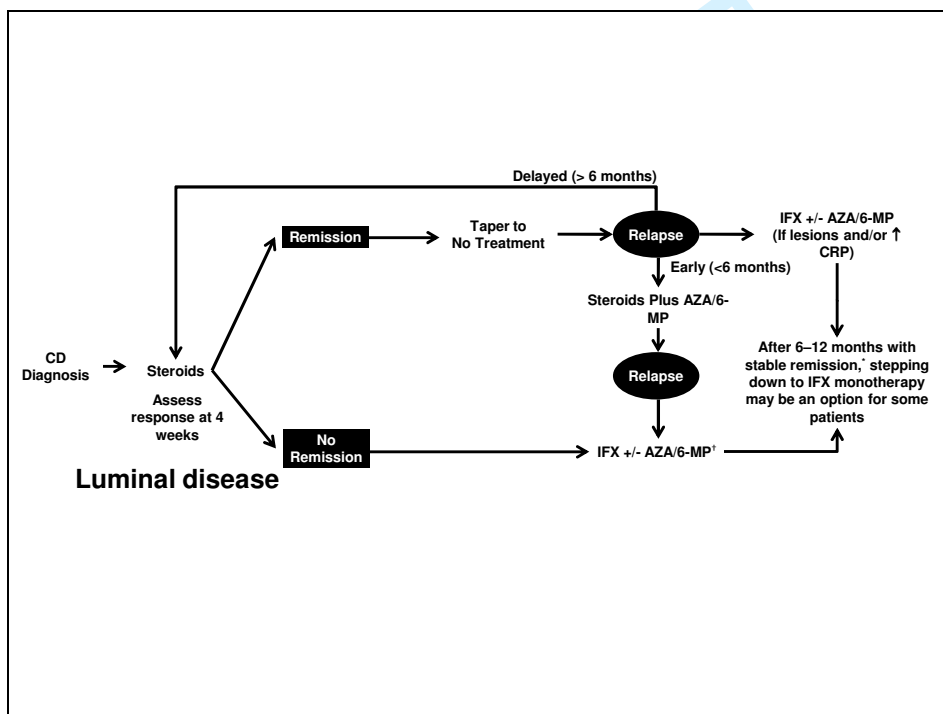 Delayed (> 6 months)
Remission
Taper to
No Treatment
Relapse
IFX +/- AZA/6-MP
(If lesions and/or ↑
CRP)
Early (<6 months)
Steroids Plus AZA/6-
MP
CD
Diagnosis
Steroids
Assess
response at 4
weeks
Relapse
After 6–12 months with
stable remission,* stepping
down to IFX monotherapy
may be an option for some
patients
No
Remission
IFX +/- AZA/6-MP†
Luminal disease